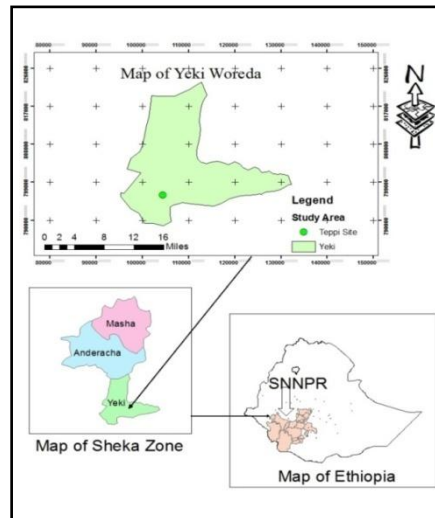 80000 90000 100000 110000 120000 130000 140000 150000
Map of Yeki Woreda
N
Legend
Study Area
Teppi Site
Yeki
0 2 4 8 12 16
Miles
80000 90000 100000 110000 120000 130000 140000 150000
Masha
Anderacha
Yeki
Map of Sheka Zone
SNNPR
Map of Ethiopia